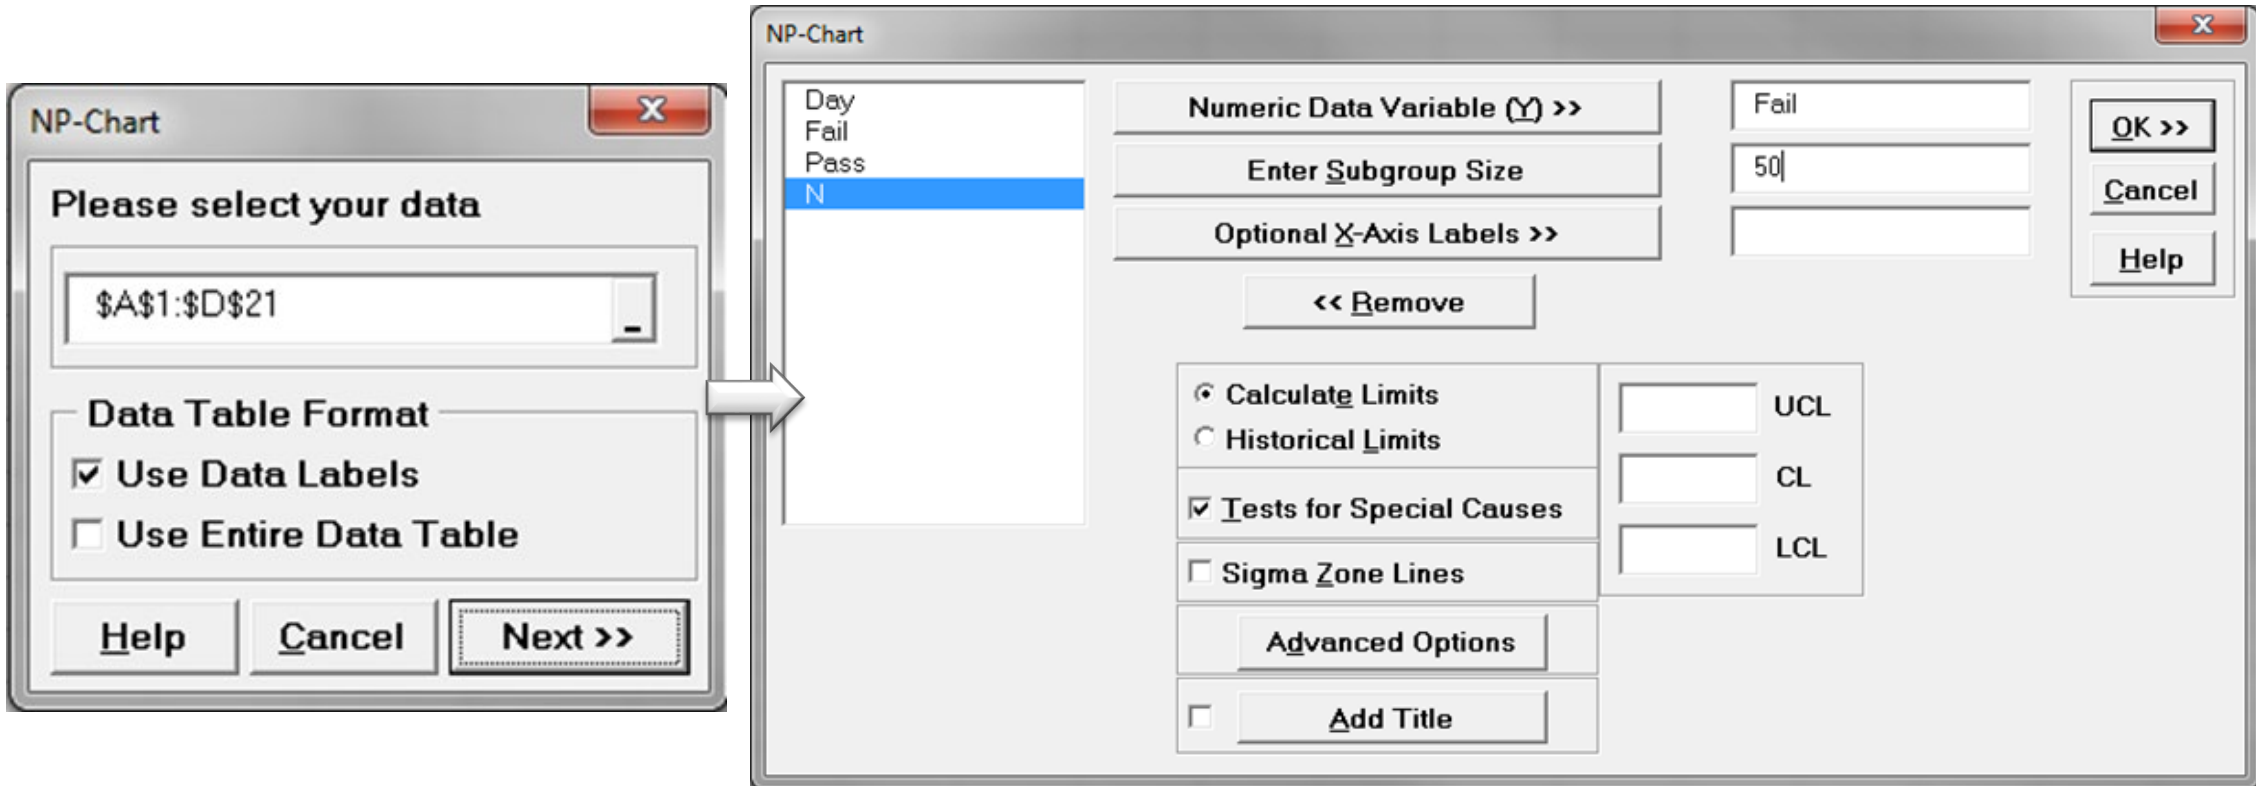 NP-Chart
Please select your data
$A$1:$D$21
Data Table Format
Use Data Labels
Use Entire Data Table
Help Cancel Next >>
NP-Chart
Day
Fail
Pass
N
Numeric Data Variable (Y) >> Fail
Enter Subgroup Size 50
Optional X-Axis Labels >>
<< Remove
OK >>
Cancel
Help
Calculate Limits
Historical Limits
Tests for Special Causes
Sigma Zone Lines
Advanced Options
Add Title
UCL
CL
LCL